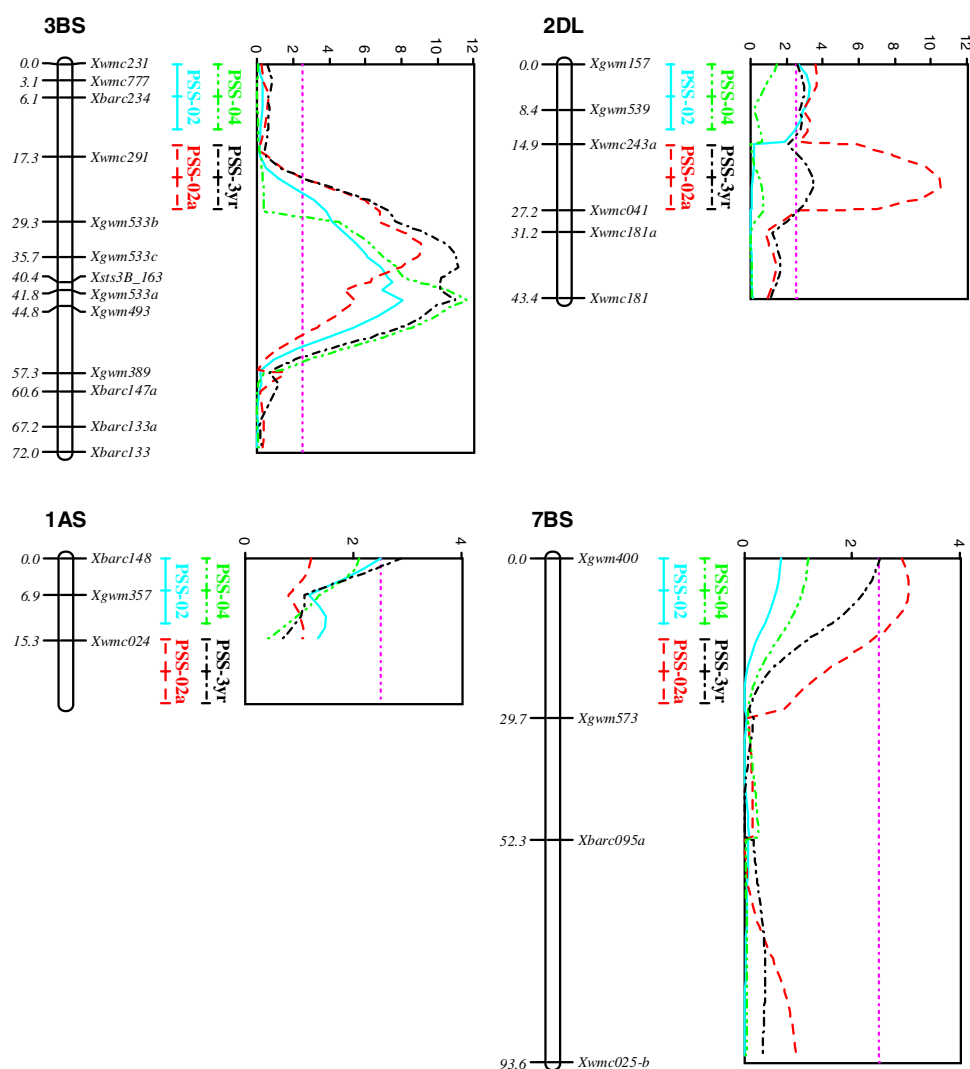 3BS
0 2 4 6 8 10 12
0.0 Xwmc231
3.1 Xwmc777
6.1 Xbarc234
17.3 Xwmc291
29.3 Xgwm533b
35.7 Xgwm533c
40.4 Xsts3B_163
41.8 Xgwm533a
44.8 Xgwm493
57.3 Xgwm389
60.6 Xbarc147a
67.2 Xbarc133a
72.0 Xbarc133
PSS-02
PSS-04
PSS-02a
PSS-3yr
2DL
0 2 4 6 8 10 12
0.0 Xgwm157
8.4 Xgwm539
14.9 Xwmc243a
27.2 Xwmc041
31.2 Xwmc181a
43.4 Xwmc181
PSS-02
PSS-04
PSS-02a
PSS-3yr
1AS
0 2 4
0.0 Xbarc148
6.9 Xgwm357
15.3 Xwmc024
PSS-02
PSS-04
PSS-02a
PSS-3yr
7BS
0 2 4
0.0 Xgwm400
29.7 Xgwm573
52.3 Xbarc095a
93.6 Xwmc025-b
PSS-02
PSS-04
PSS-02a
PSS-3yr